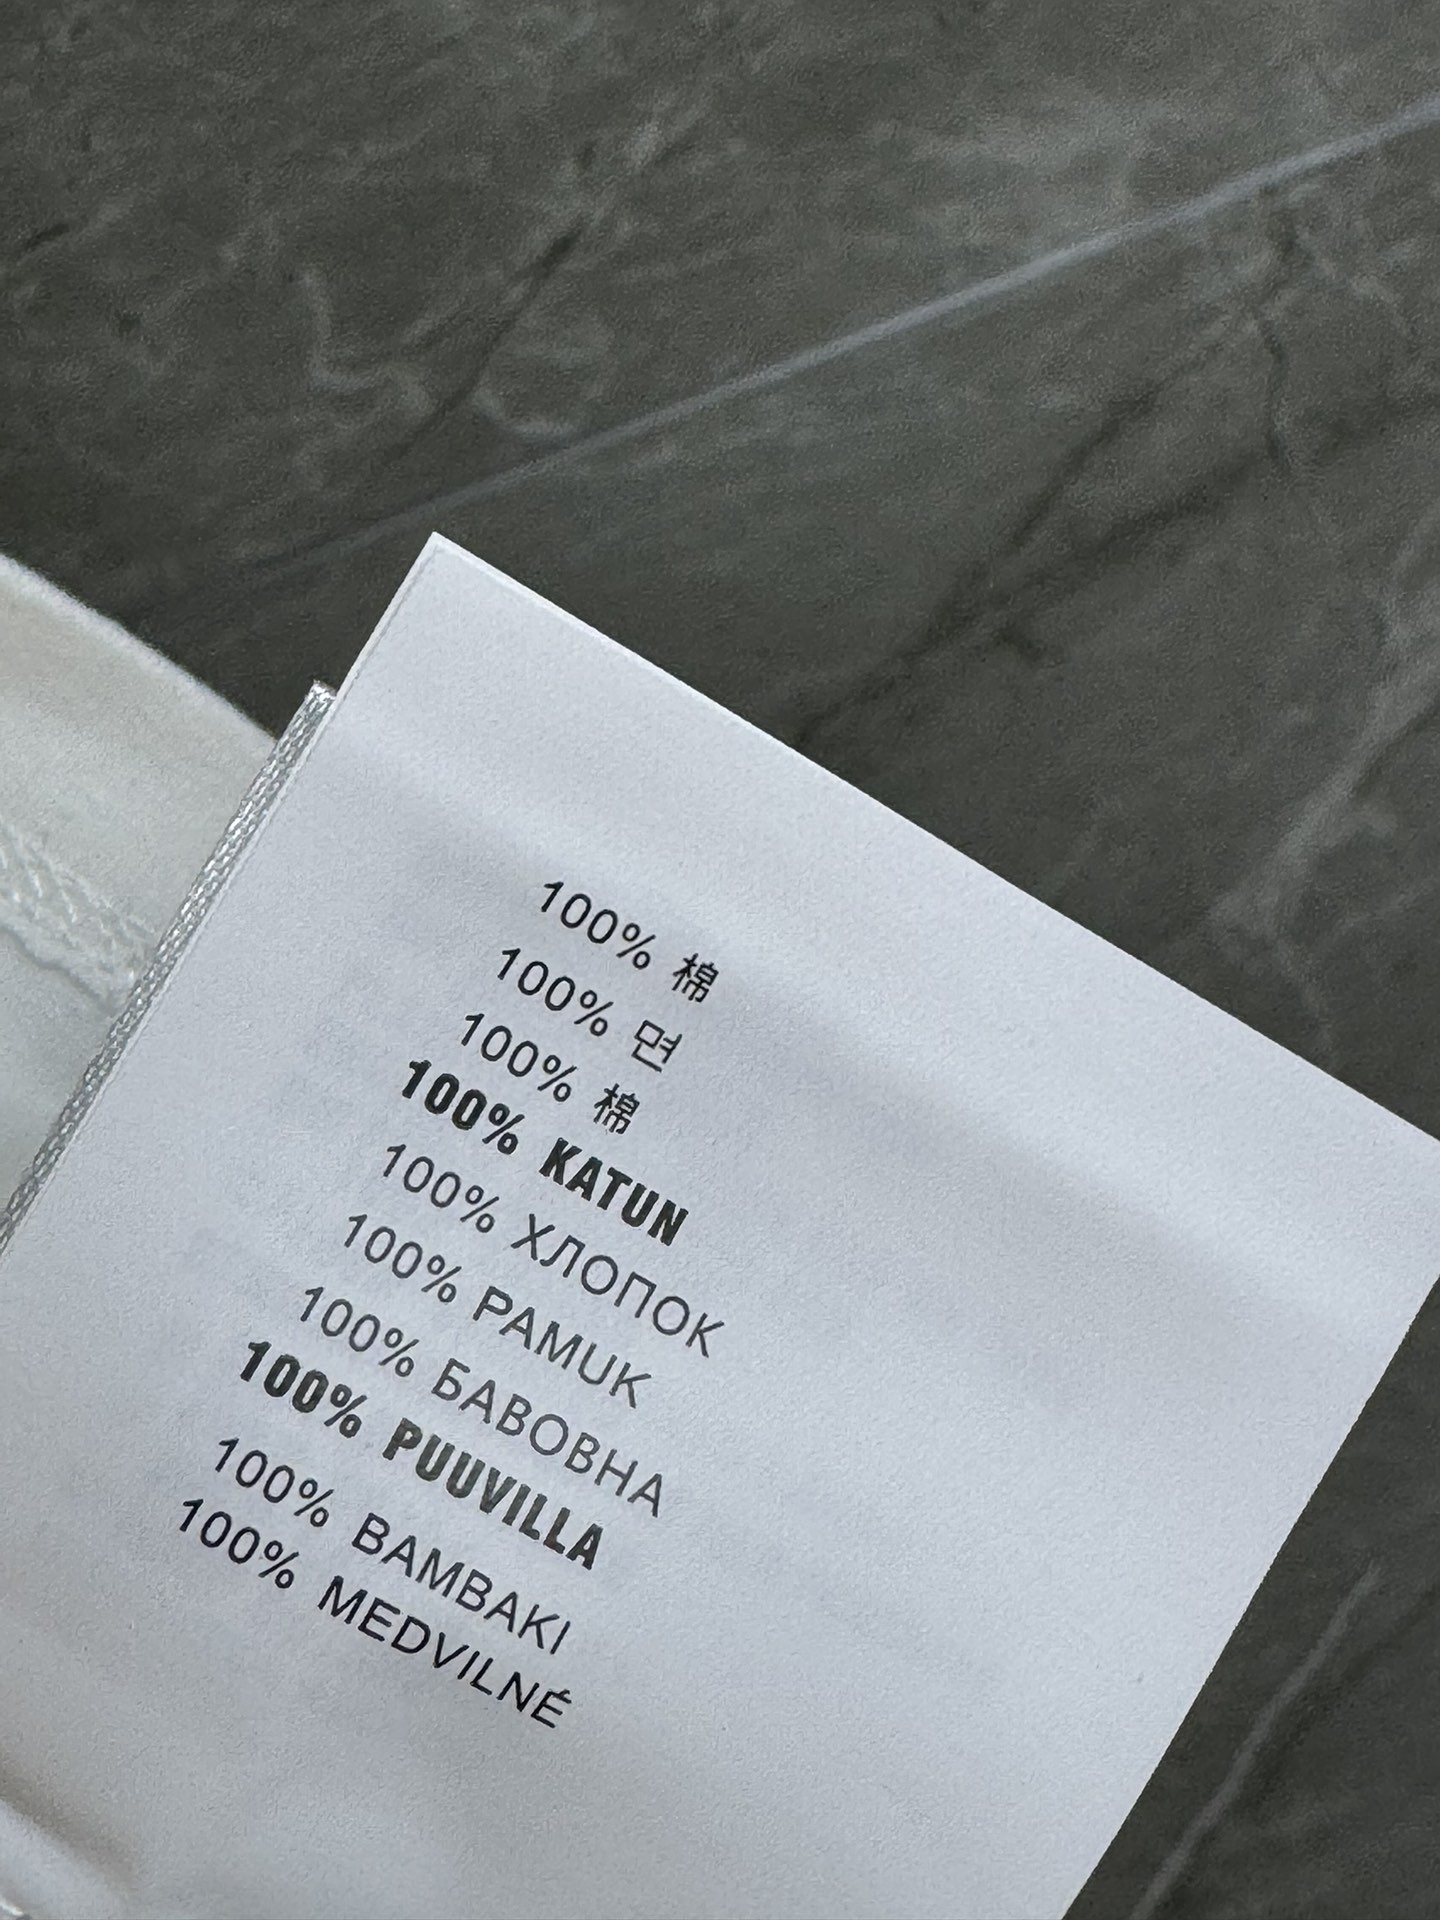 100% 棉
100% 면
100% 棉
100% KATUN
100% ХЛОПОК
100% PAMUK
100% БАВОВНА
100% PUUVILLA
100% BAMBAKI
100% MEDVILNÉ